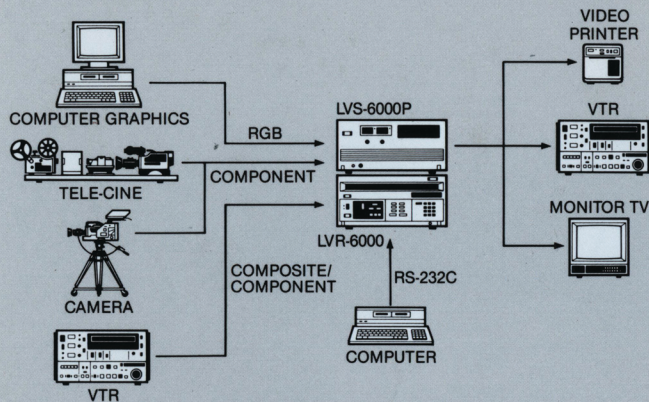 VIDEO
PRINTER
COMPUTER GRAPHICS
LVS-6000P
VTR
RGB
TELE-CINE
COMPONENT
MONITOR TV
LVR-6000
CAMERA
COMPOSITE/
COMPONENT
RS-232C
COMPUTER
VTR